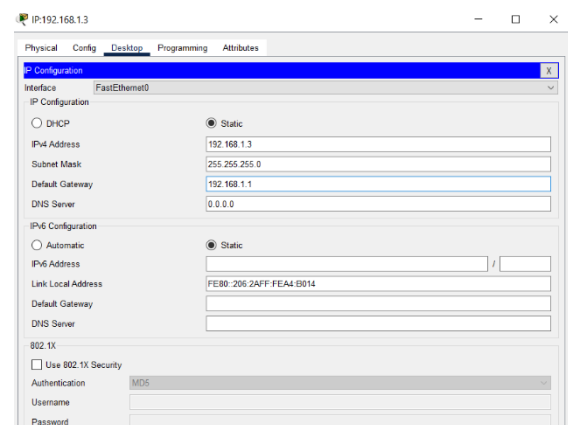 IP:192.168.1.3
Physical Config Desktop Programming Attributes
IP Configuration X
Interface FastEthernet0
IP Configuration
DHCP Static
IPv4 Address 192.168.1.3
Subnet Mask 255.255.255.0
Default Gateway 192.168.1.1
DNS Server 0.0.0.0
IPv6 Configuration
Automatic Static
IPv6 Address /
Link Local Address FE80::206:2AFF:FEA4:B014
Default Gateway
DNS Server
802.1X
Use 802.1X Security
Authentication MD5
Username
Password